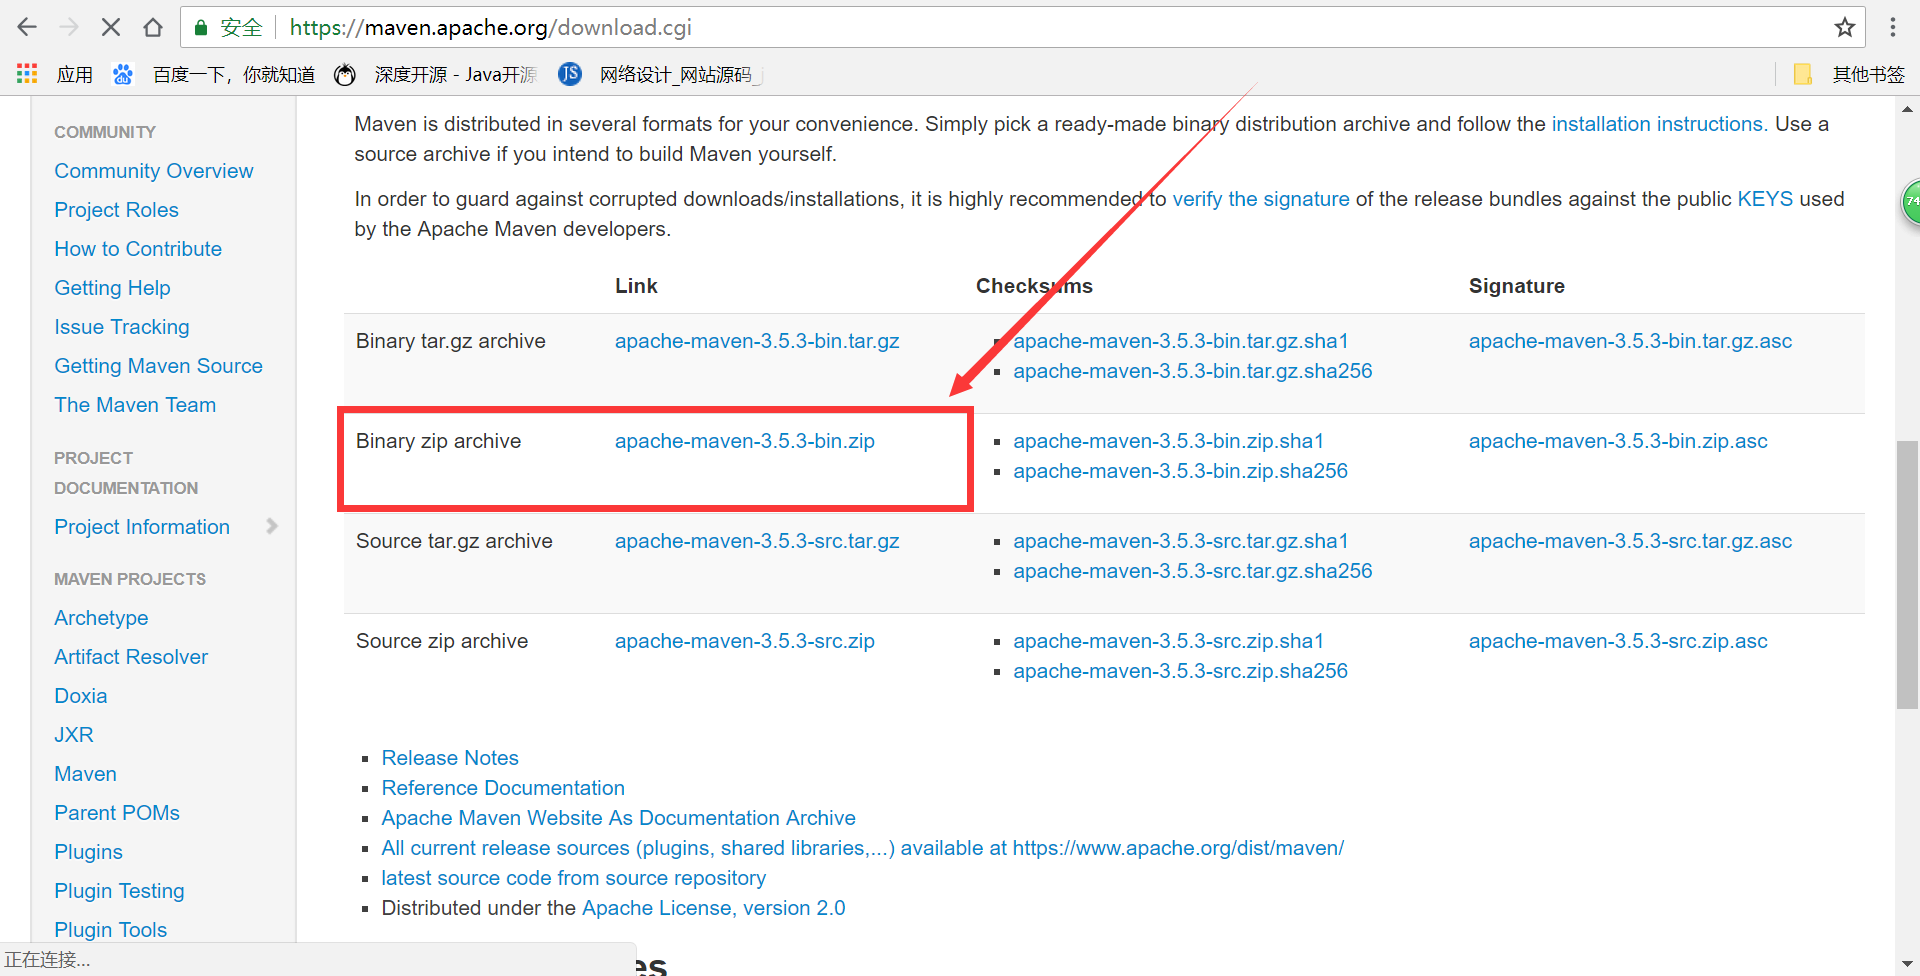 安全 https://maven.apache.org/download.cgi
应用 百度一下，你就知道 深度开源 - Java开源 JS 网络设计_网站源码_
其他书签
COMMUNITY
Community Overview
Project Roles
How to Contribute
Getting Help
Issue Tracking
Getting Maven Source
The Maven Team
PROJECT
DOCUMENTATION
Project Information
MAVEN PROJECTS
Archetype
Artifact Resolver
Doxia
JXR
Maven
Parent POMs
Plugins
Plugin Testing
Plugin Tools
Maven is distributed in several formats for your convenience. Simply pick a ready-made binary distribution archive and follow the installation instructions. Use a
source archive if you intend to build Maven yourself.
In order to guard against corrupted downloads/installations, it is highly recommended to verify the signature of the release bundles against the public KEYS used
by the Apache Maven developers.
Link Checksums Signature
Binary tar.gz archive apache-maven-3.5.3-bin.tar.gz apache-maven-3.5.3-bin.tar.gz.sha1 apache-maven-3.5.3-bin.tar.gz.asc
apache-maven-3.5.3-bin.tar.gz.sha256
Binary zip archive apache-maven-3.5.3-bin.zip apache-maven-3.5.3-bin.zip.sha1 apache-maven-3.5.3-bin.zip.asc
apache-maven-3.5.3-bin.zip.sha256
Source tar.gz archive apache-maven-3.5.3-src.tar.gz apache-maven-3.5.3-src.tar.gz.sha1 apache-maven-3.5.3-src.tar.gz.asc
apache-maven-3.5.3-src.tar.gz.sha256
Source zip archive apache-maven-3.5.3-src.zip apache-maven-3.5.3-src.zip.sha1 apache-maven-3.5.3-src.zip.asc
apache-maven-3.5.3-src.zip.sha256
Release Notes
Reference Documentation
Apache Maven Website As Documentation Archive
All current release sources (plugins, shared libraries,...) available at https://www.apache.org/dist/maven/
latest source code from source repository
Distributed under the Apache License, version 2.0
74
正在连接...